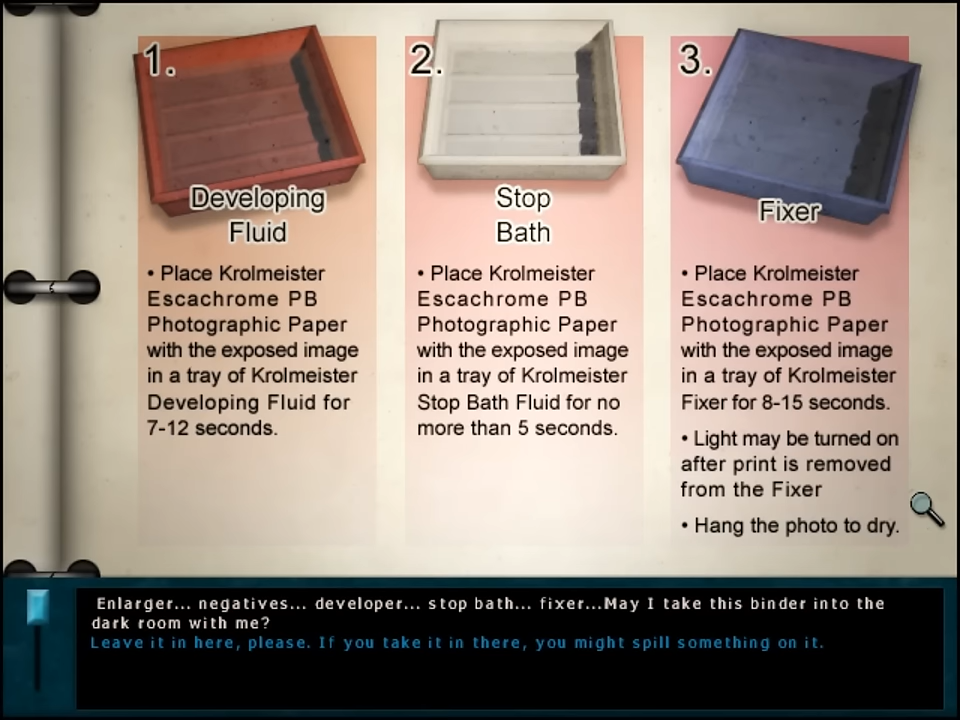 1.
Developing
Fluid
• Place Krolmeister
Escachrome PB
Photographic Paper
with the exposed image
in a tray of Krolmeister
Developing Fluid for
7-12 seconds.
2.
Stop
Bath
• Place Krolmeister
Escachrome PB
Photographic Paper
with the exposed image
in a tray of Krolmeister
Stop Bath Fluid for no
more than 5 seconds.
3.
Fixer
• Place Krolmeister
Escachrome PB
Photographic Paper
with the exposed image
in a tray of Krolmeister
Fixer for 8-15 seconds.
• Light may be turned on
after print is removed
from the Fixer
• Hang the photo to dry.
Enlarger... negatives... developer... stop bath... fixer...May I take this binder into the
dark room with me?
Leave it in here, please. If you take it in there, you might spill something on it.